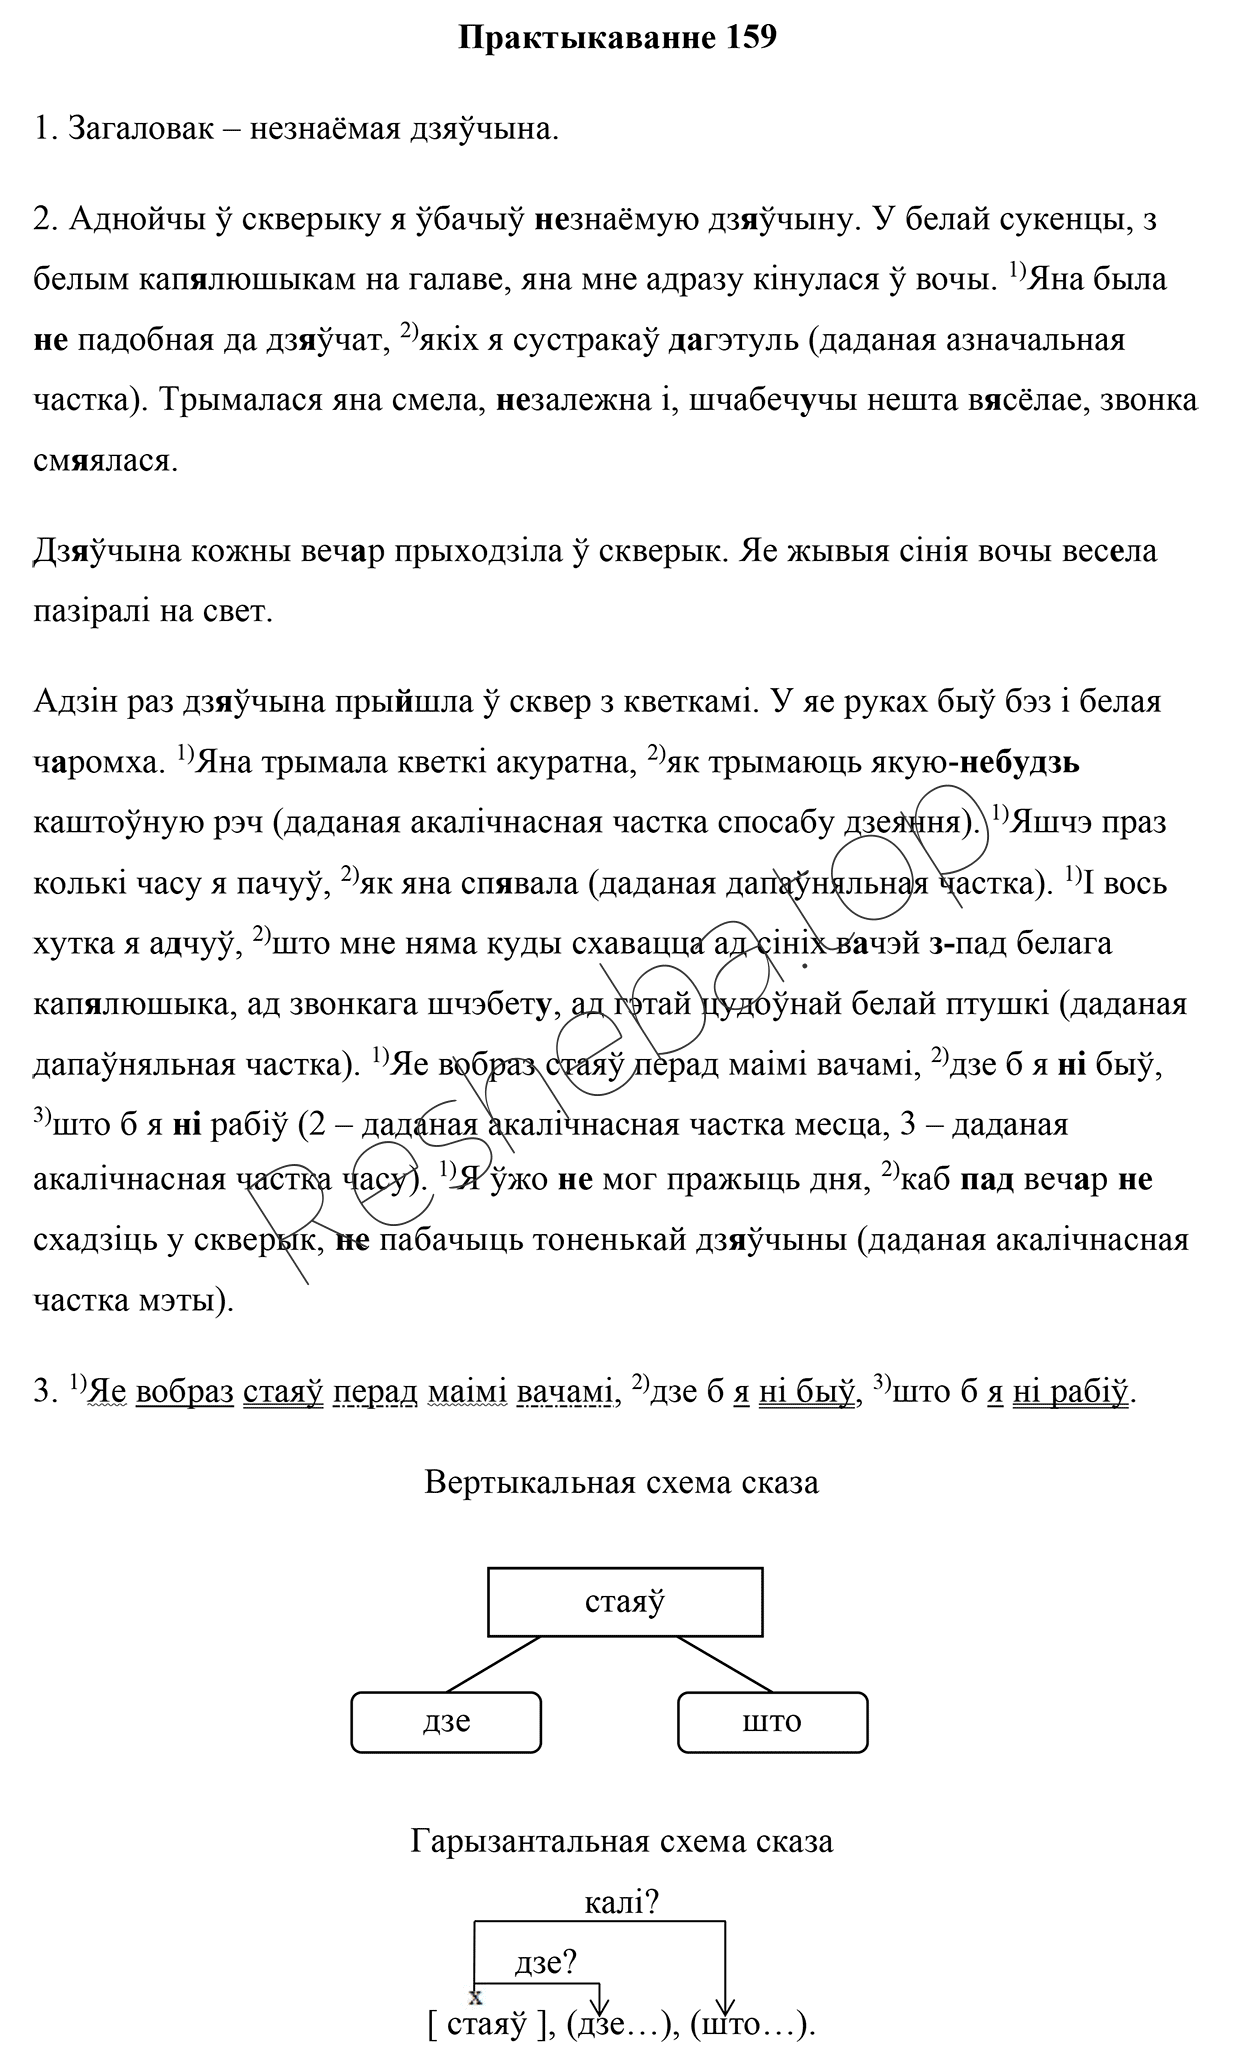 Практыкаванне 159
1. Загаловак – незнаёмая дзяўчына.
2. Аднойчы ў скверыку я ўбачыў незнаёмую дзяўчыну. У белай сукенцы, з
белым капялюшыкам на галаве, яна мне адразу кінулася ў вочы. 1)Яна была
не падобная да дзяўчат, 2)якіх я сустракаў дагэтуль (даданая азначальная
частка). Трымалася яна смела, незалежна і, шчабечучы нешта вясёлае, звонка
смяялася.
Дзяўчына кожны вечар прыходзіла ў скверык. Яе жывыя сінія вочы весела
пазіралі на свет.
Адзін раз дзяўчына прыйшла ў сквер з кветкамі. У яе руках быў бэз і белая
чаромха. 1)Яна трымала кветкі акуратна, 2)як трымаюць якую-небудзь
каштоўную рэч (даданая акалічнасная частка спосабу дзеяння). 1)Яшчэ праз
колькі часу я пачуў, 2)як яна спявала (даданая дапаўняльная частка). 1)І вось
хутка я адчуў, 2)што мне няма куды схавацца ад сініх вачэй з-пад белага
капялюшыка, ад звонкага шчэбету, ад гэтай цудоўнай белай птушкі (даданая
дапаўняльная частка). 1)Яе вобраз стаяў перад маімі вачамі, 2)дзе б я ні быў,
3)што б я ні рабіў (2 – даданая акалічнасная частка месца, 3 – даданая
акалічнасная частка часу). 1)Я ўжо не мог пражыць дня, 2)каб пад вечар не
схадзіць у скверык, не пабачыць тоненькай дзяўчыны (даданая акалічнасная
частка мэты).
Resheba.top
3. 1)Яе вобраз стаяў перад маімі вачамі, 2)дзе б я ні быў, 3)што б я ні рабіў.
Вертыкальная схема сказа
стаяў
дзе што
Гарызантальная схема сказа
калі?
дзе?
х
[ стаяў ], (дзе…), (што…).